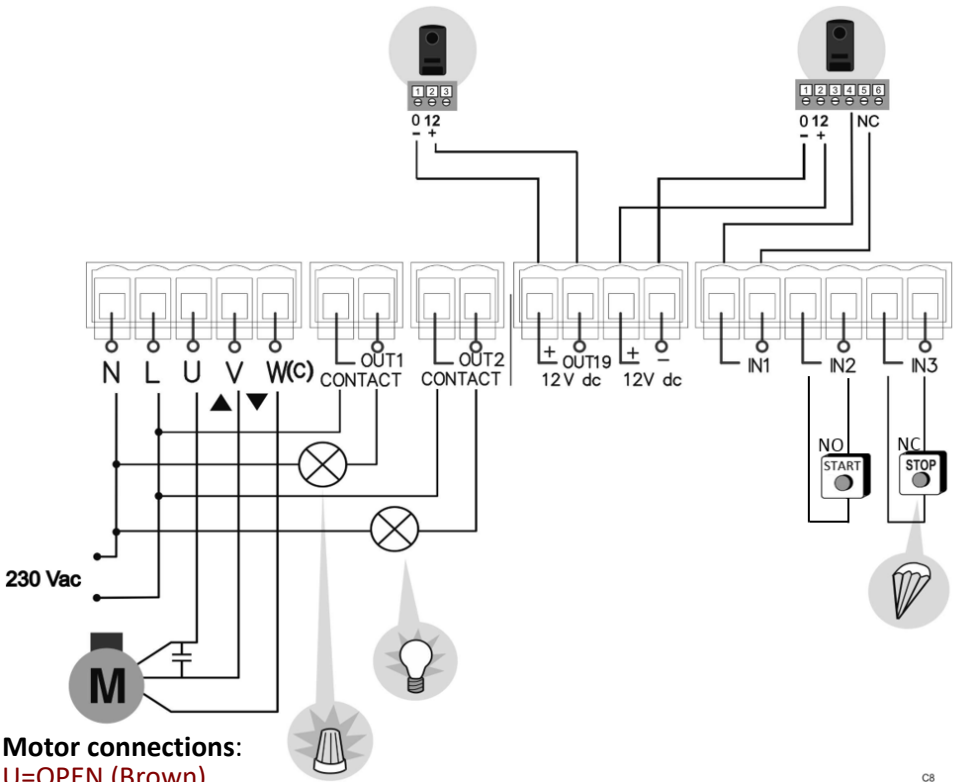 1 2 3
1 2 3 4 5 6
0 12
0 12 NC
- +
- +
N L U V W(C)
OUT1
CONTACT
OUT2
CONTACT
+ OUT19
12V dc
+ -
12V dc
IN1
IN2
IN3
NO
START
NC
STOP
230 Vac
M
Motor connections:
U=OPEN (Brown)
C8